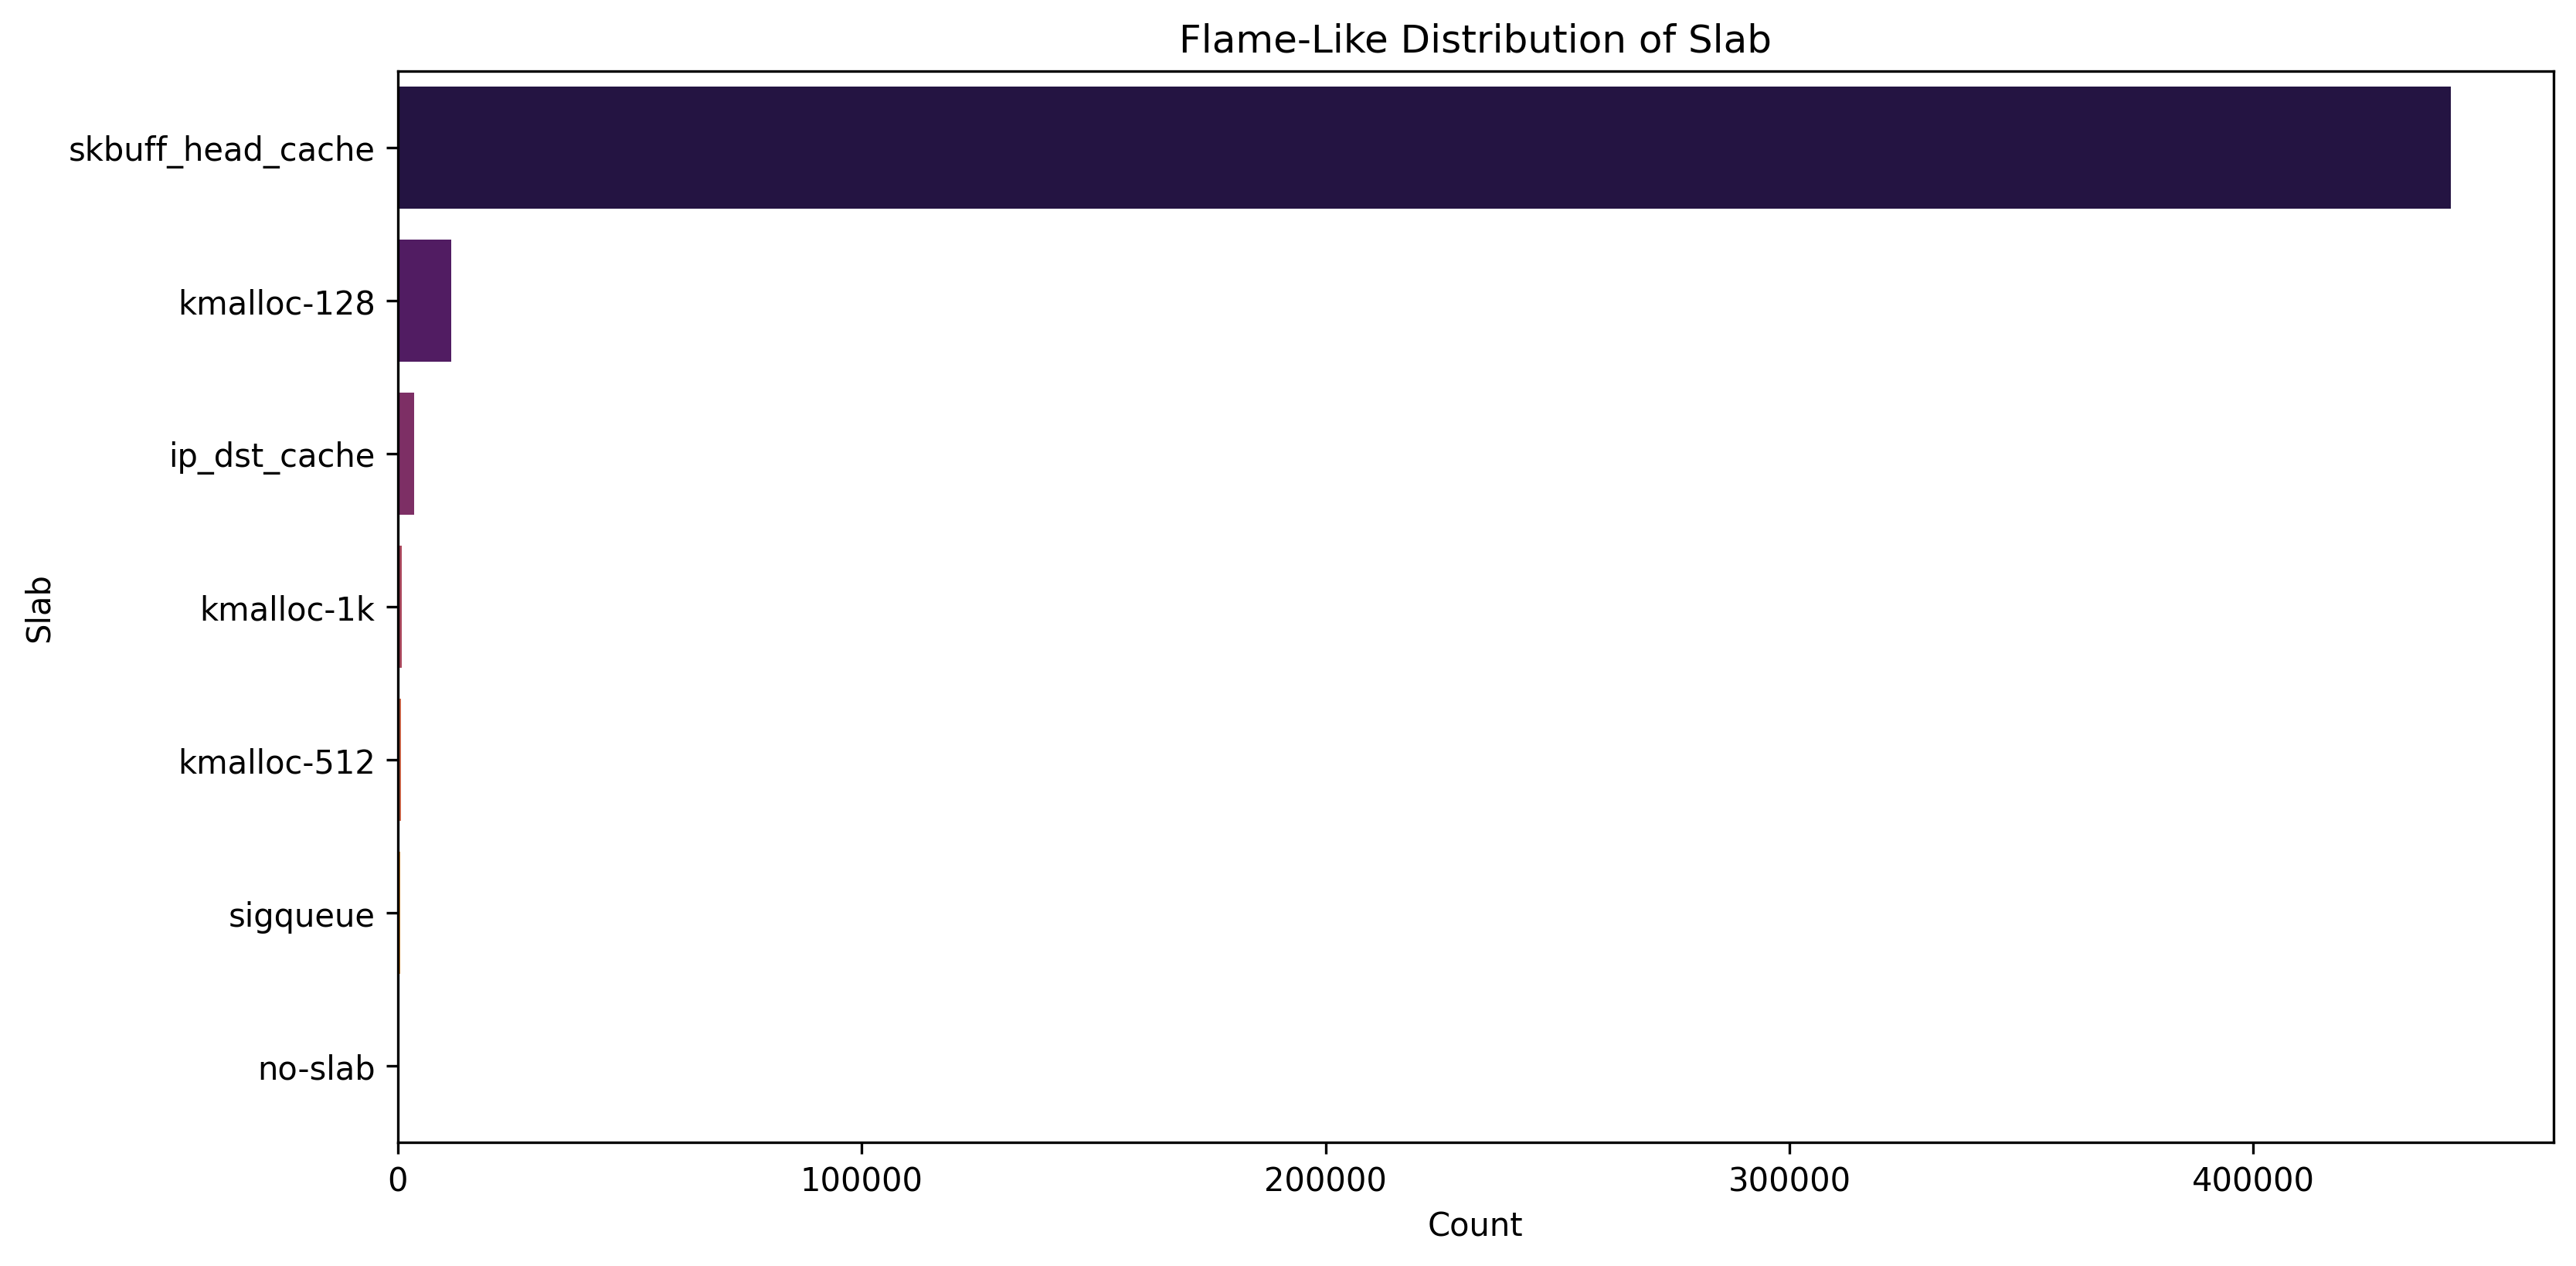 Flame-Like Distribution of Slab
skbuff_head_cache
kmalloc-128
ip_dst_cache
kmalloc-1k
kmalloc-512
sigqueue
no-slab
Slab
0 100000 200000 300000 400000
Count